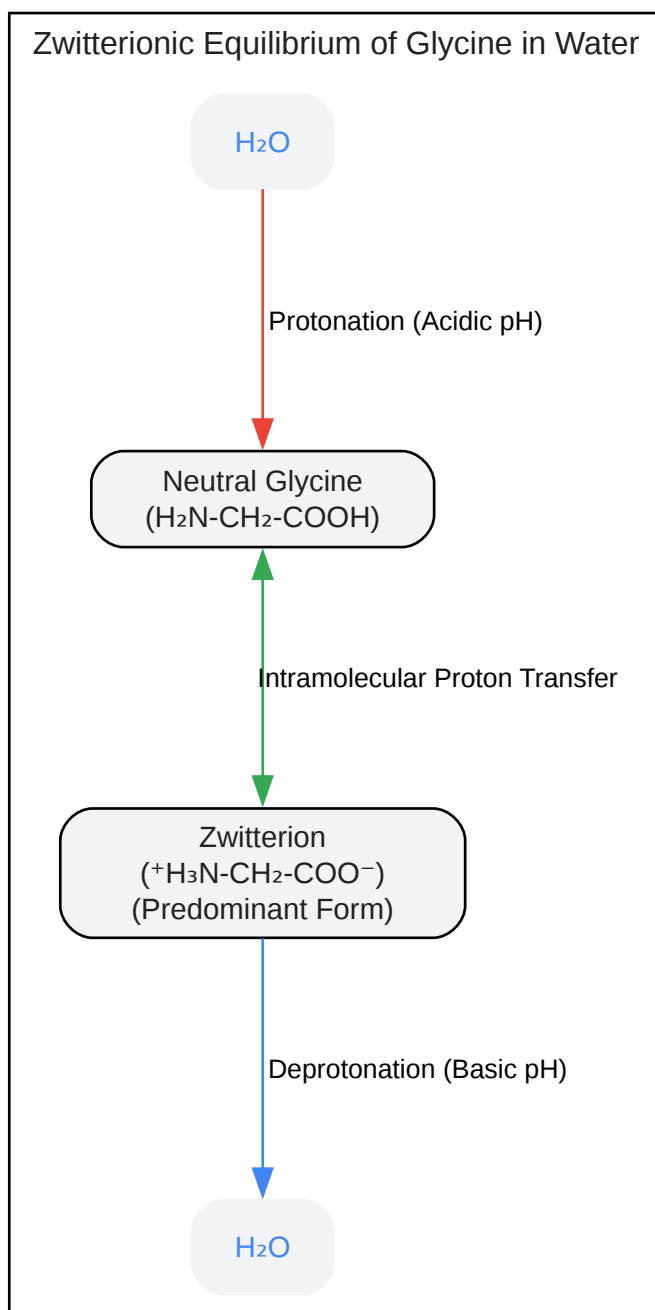 Zwitterionic Equilibrium of Glycine in Water
H₂O
Protonation (Acidic pH)
Neutral Glycine
(H₂N-CH₂-COOH)
Intramolecular Proton Transfer
Zwitterion
(⁺H₃N-CH₂-COO⁻)
(Predominant Form)
Deprotonation (Basic pH)
H₂O